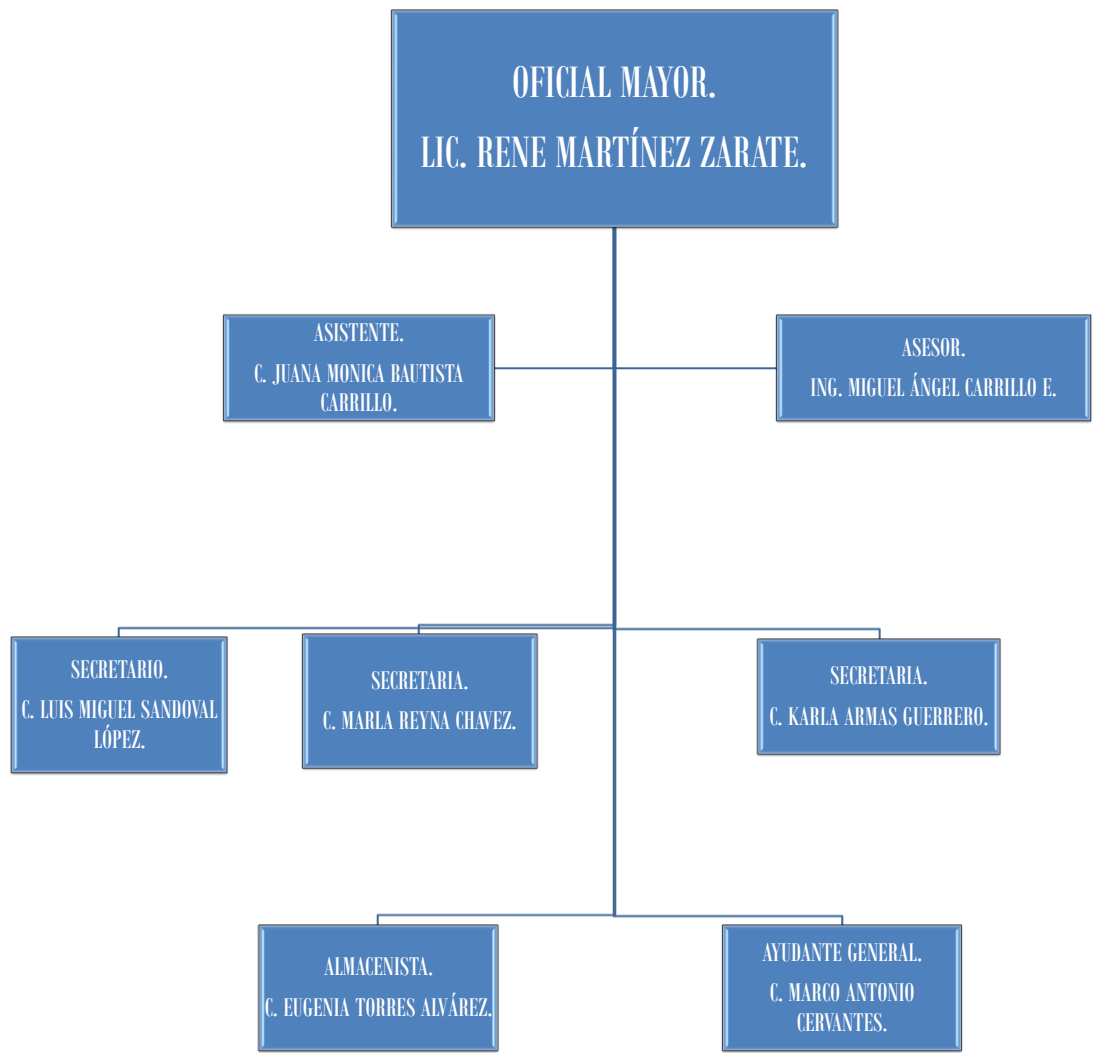 OFICIAL MAYOR.
LIC. RENE MARTÍNEZ ZARATE.
ASISTENTE.
C. JUANA MONICA BAUTISTA
CARRILLO.
ASESOR.
ING. MIGUEL ÁNGEL CARRILLO E.
SECRETARIO.
C. LUIS MIGUEL SANDOVAL
LÓPEZ.
SECRETARIA.
C. MARLA REYNA CHAVEZ.
SECRETARIA.
C. KARLA ARMAS GUERRERO.
ALMACENISTA.
C. EUGENIA TORRES ALVÁREZ.
AYUDANTE GENERAL.
C. MARCO ANTONIO
CERVANTES.